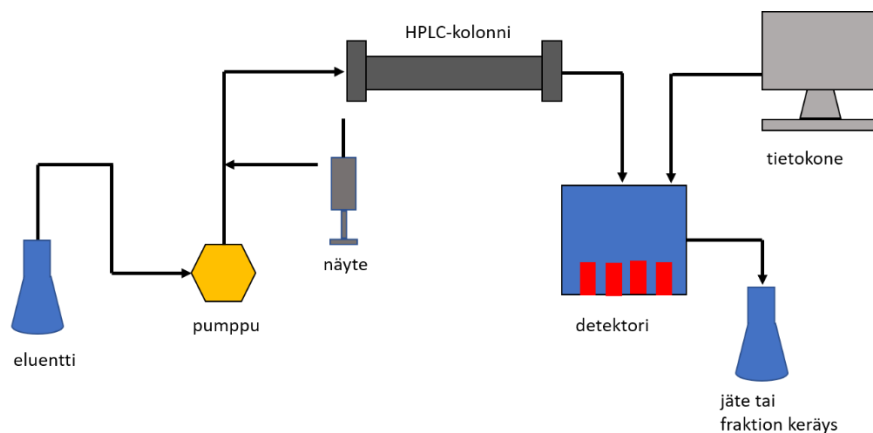 HPLC-kolonni
tietokone
näyte
pumppu
eluentti
detektori
jäte tai
fraktion keräys